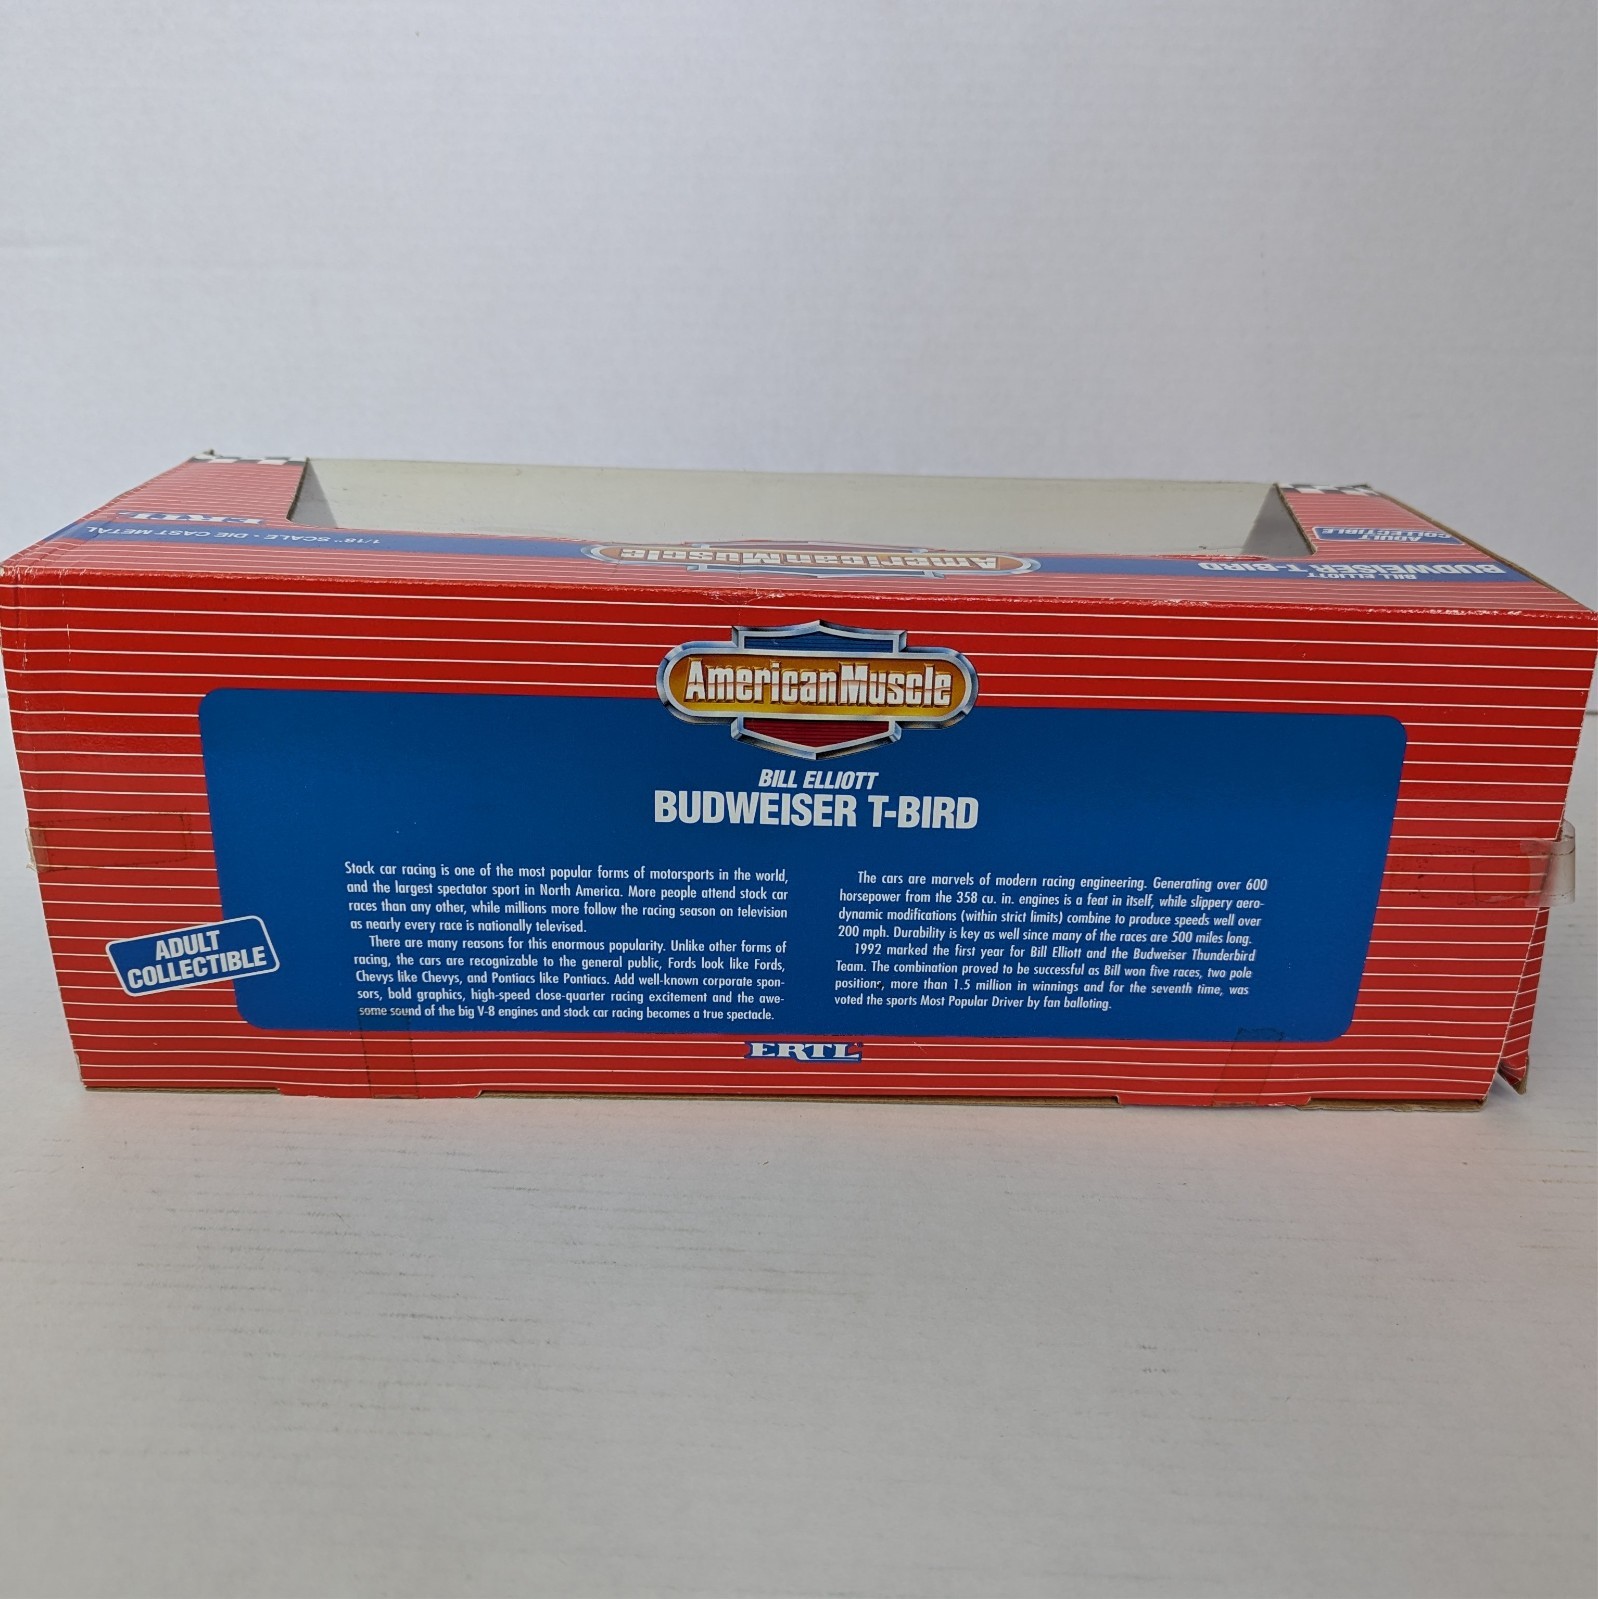 ERTL
1/18" SCALE • DIE CAST METAL
AmericanMuscle
ADULT
COLLECTIBLE
BILL ELLIOTT
BUDWEISER T-BIRD
AmericanMuscle
BILL ELLIOTT
BUDWEISER T-BIRD
Stock car racing is one of the most popular forms of motorsports in the world,
and the largest spectator sport in North America. More people attend stock car
races than any other, while millions more follow the racing season on television
as nearly every race is nationally televised.
There are many reasons for this enormous popularity. Unlike other forms of
racing, the cars are recognizable to the general public, Fords look like Fords,
Chevys like Chevys, and Pontiacs like Pontiacs. Add well-known corporate spon-
sors, bold graphics, high-speed close-quarter racing excitement and the awe-
some sound of the big V-8 engines and stock car racing becomes a true spectacle.
The cars are marvels of modern racing engineering. Generating over 600
horsepower from the 358 cu. in. engines is a feat in itself, while slippery aero-
dynamic modifications (within strict limits) combine to produce speeds well over
200 mph. Durability is key as well since many of the races are 500 miles long.
1992 marked the first year for Bill Elliott and the Budweiser Thunderbird
Team. The combination proved to be successful as Bill won five races, two pole
positions, more than 1.5 million in winnings and for the seventh time, was
voted the sports Most Popular Driver by fan balloting.
ADULT
COLLECTIBLE
ERTL